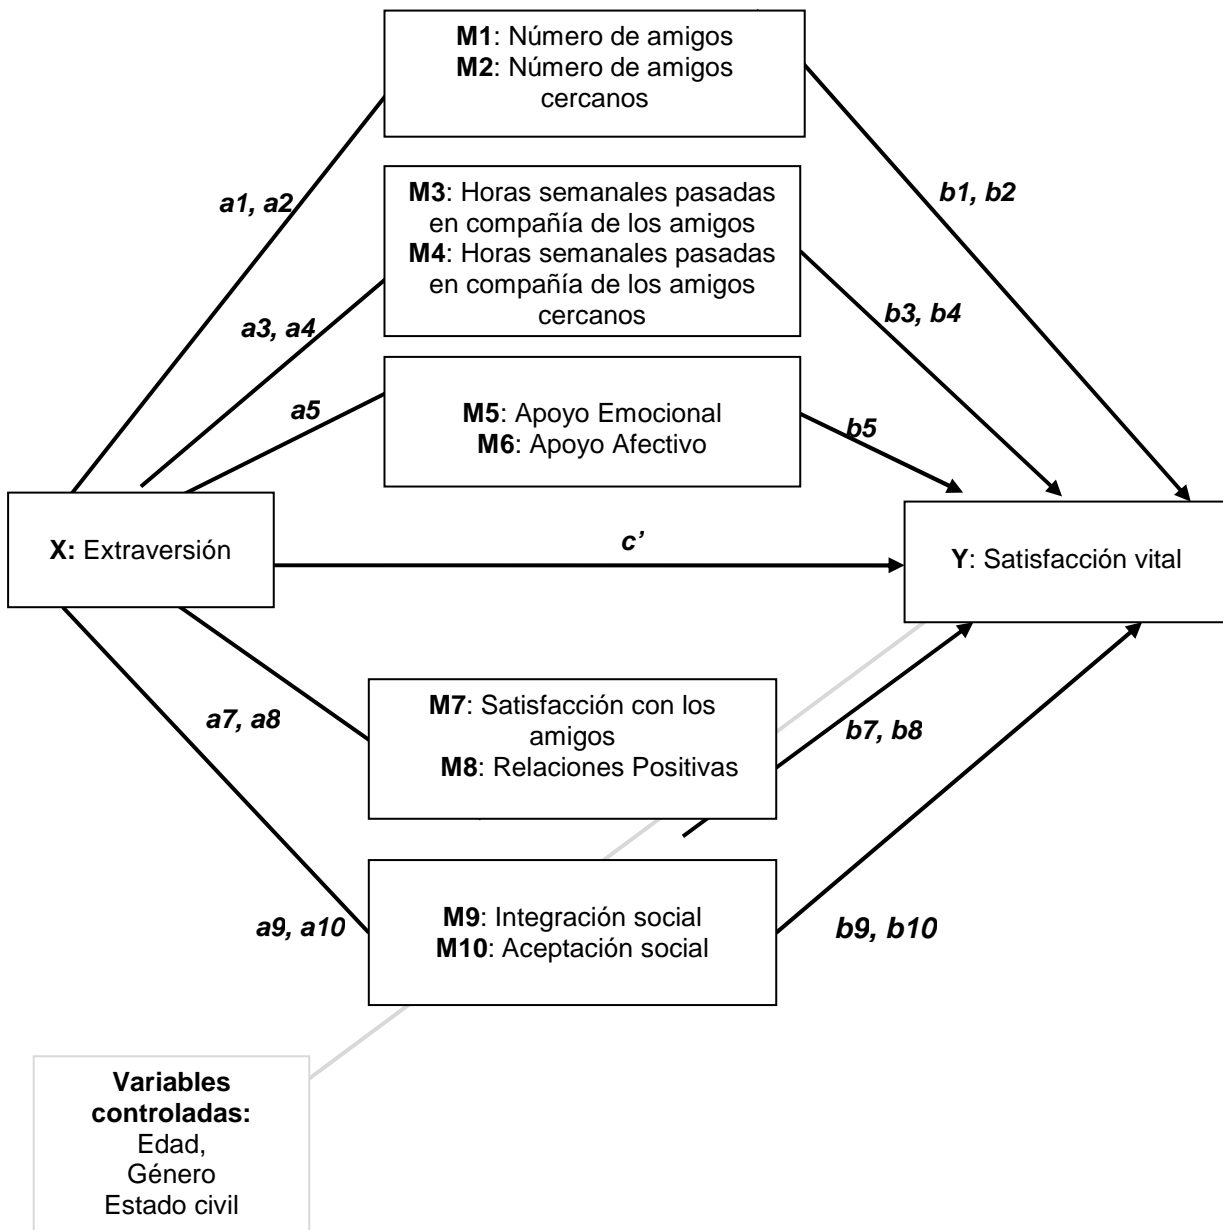 M1: Número de amigos
M2: Número de amigos
cercanos
a1, a2
b1, b2
M3: Horas semanales pasadas
en compañía de los amigos
M4: Horas semanales pasadas
en compañía de los amigos
cercanos
a3, a4
b3, b4
a5
M5: Apoyo Emocional
M6: Apoyo Afectivo
b5
X: Extraversión
c’
Y: Satisfacción vital
a7, a8
M7: Satisfacción con los
amigos
M8: Relaciones Positivas
b7, b8
a9, a10
M9: Integración social
M10: Aceptación social
b9, b10
Variables
controladas:
Edad,
Género
Estado civil